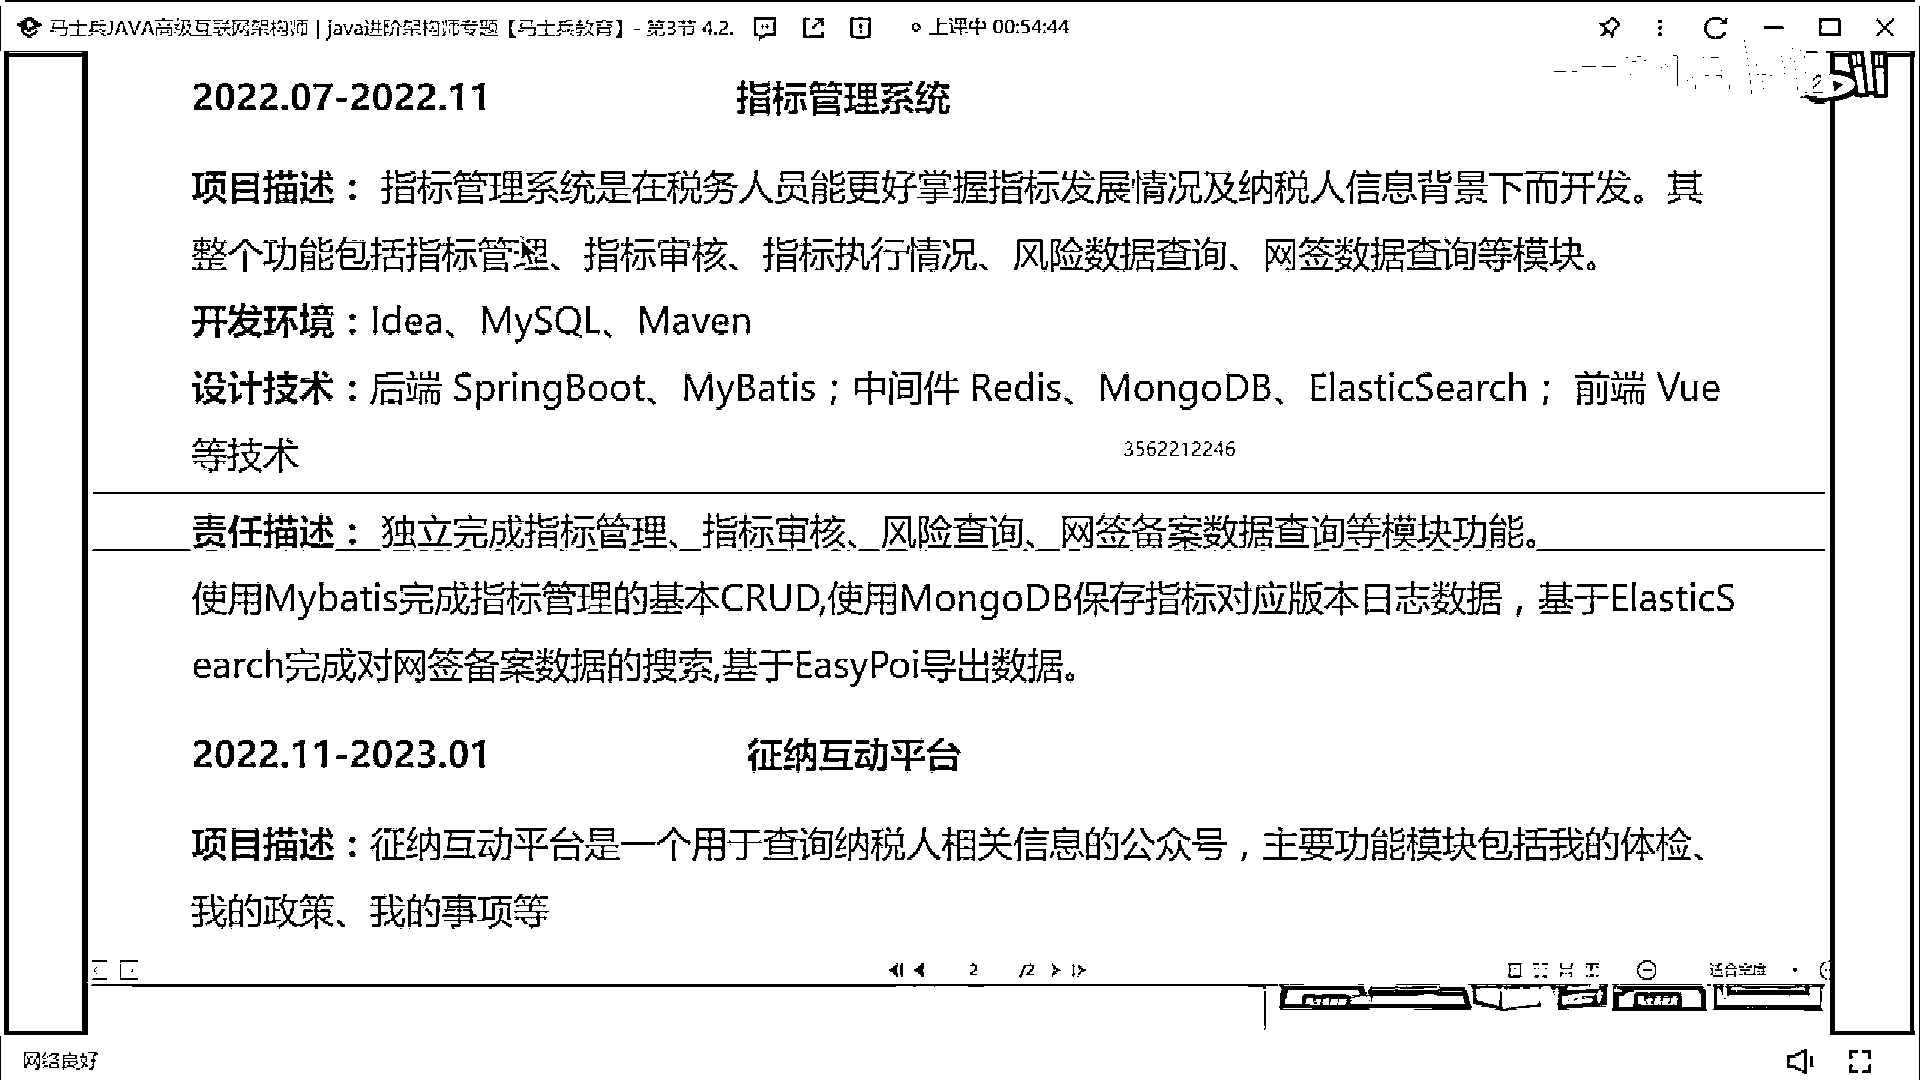 马士兵JAVA高级互联网架构师 | java进阶架构师专题【马士兵教育】- 第3节 4.2.
上课中 00:54:44
2022.07-2022.11 指标管理系统
项目描述： 指标管理系统是在税务人员能更好掌握指标发展情况及纳税人信息背景下而开发。其
整个功能包括指标管理、指标审核、指标执行情况、风险数据查询、网签数据查询等模块。
开发环境：Idea、MySQL、Maven
设计技术：后端 SpringBoot、MyBatis；中间件 Redis、MongoDB、ElasticSearch； 前端 Vue
等技术
3562212246
责任描述： 独立完成指标管理、指标审核、风险查询、网签备案数据查询等模块功能。
使用Mybatis完成指标管理的基本CRUD,使用MongoDB保存指标对应版本日志数据，基于ElasticS
earch完成对网签备案数据的搜索,基于EasyPoi导出数据。
2022.11-2023.01 征纳互动平台
项目描述：征纳互动平台是一个用于查询纳税人相关信息的公众号，主要功能模块包括我的体检、
我的政策、我的事项等
2 /2
适合宽度
网络良好